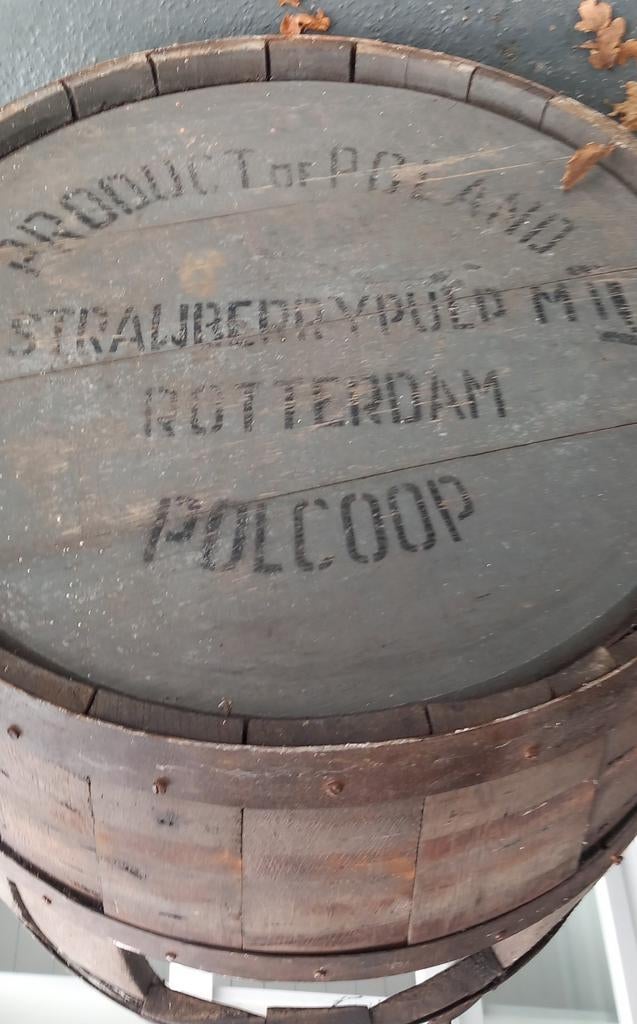 PRODUCT OF POLAND
STRAWBERRYPULP
ROTTERDAM
POLCOOP